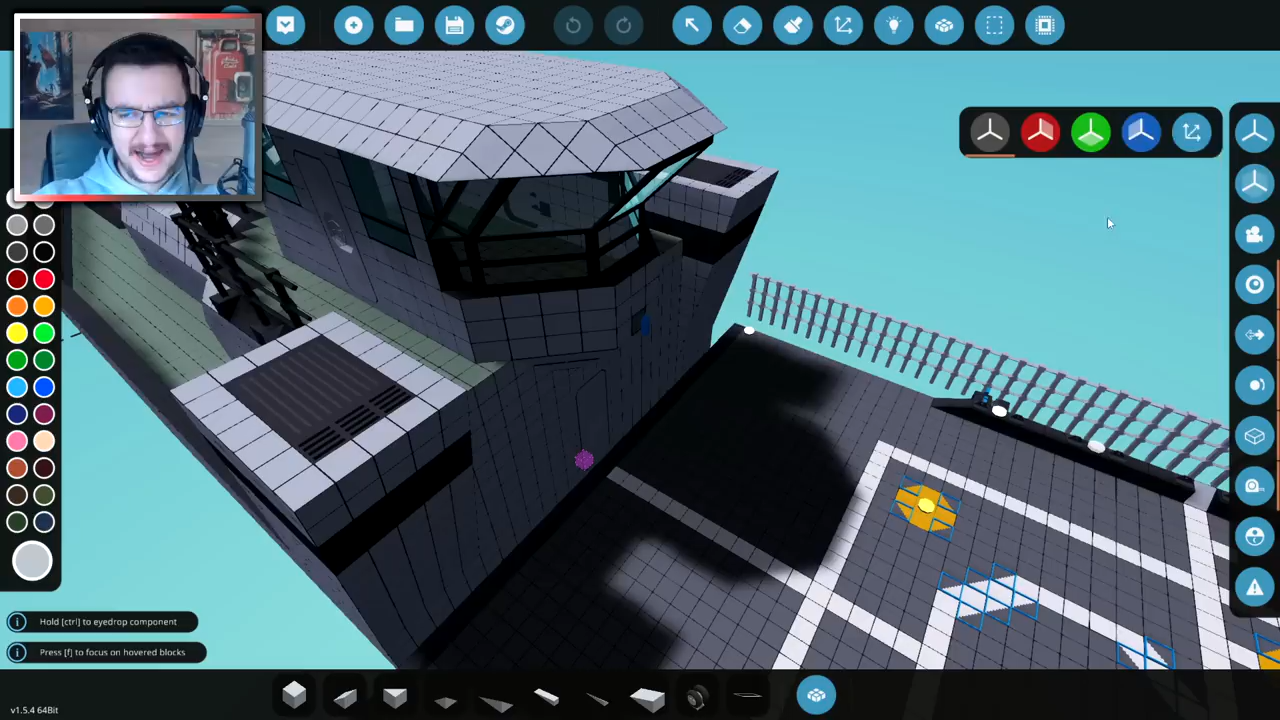 Hold [ctrl] to eyedrop component
Press [f] to focus on hovered blocks
v1.5.4 64Bit